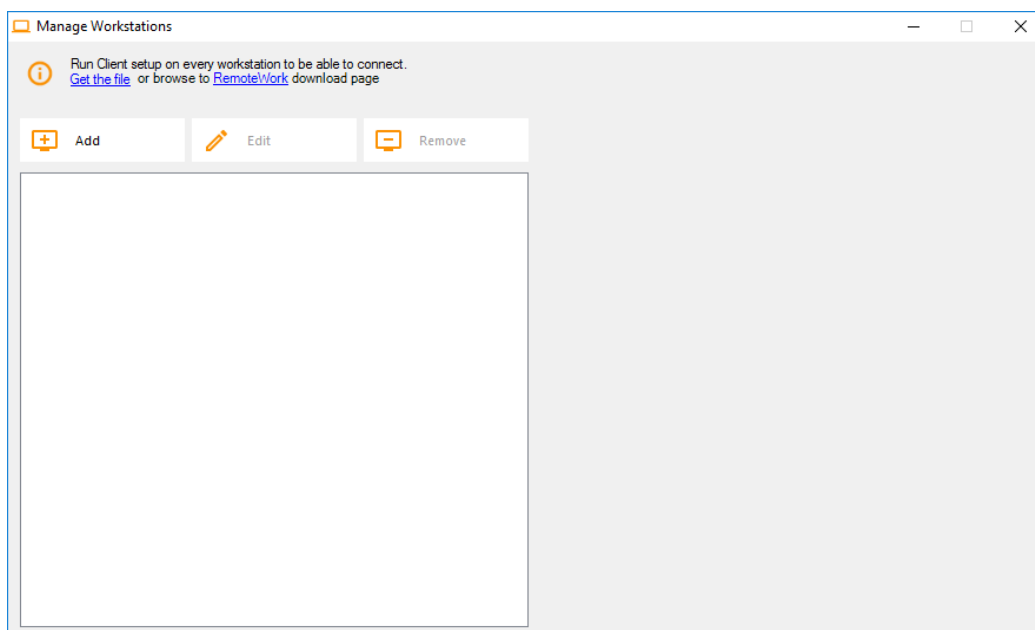 Manage Workstations
Run Client setup on every workstation to be able to connect.
Get the file or browse to RemoteWork download page
Add Edit Remove